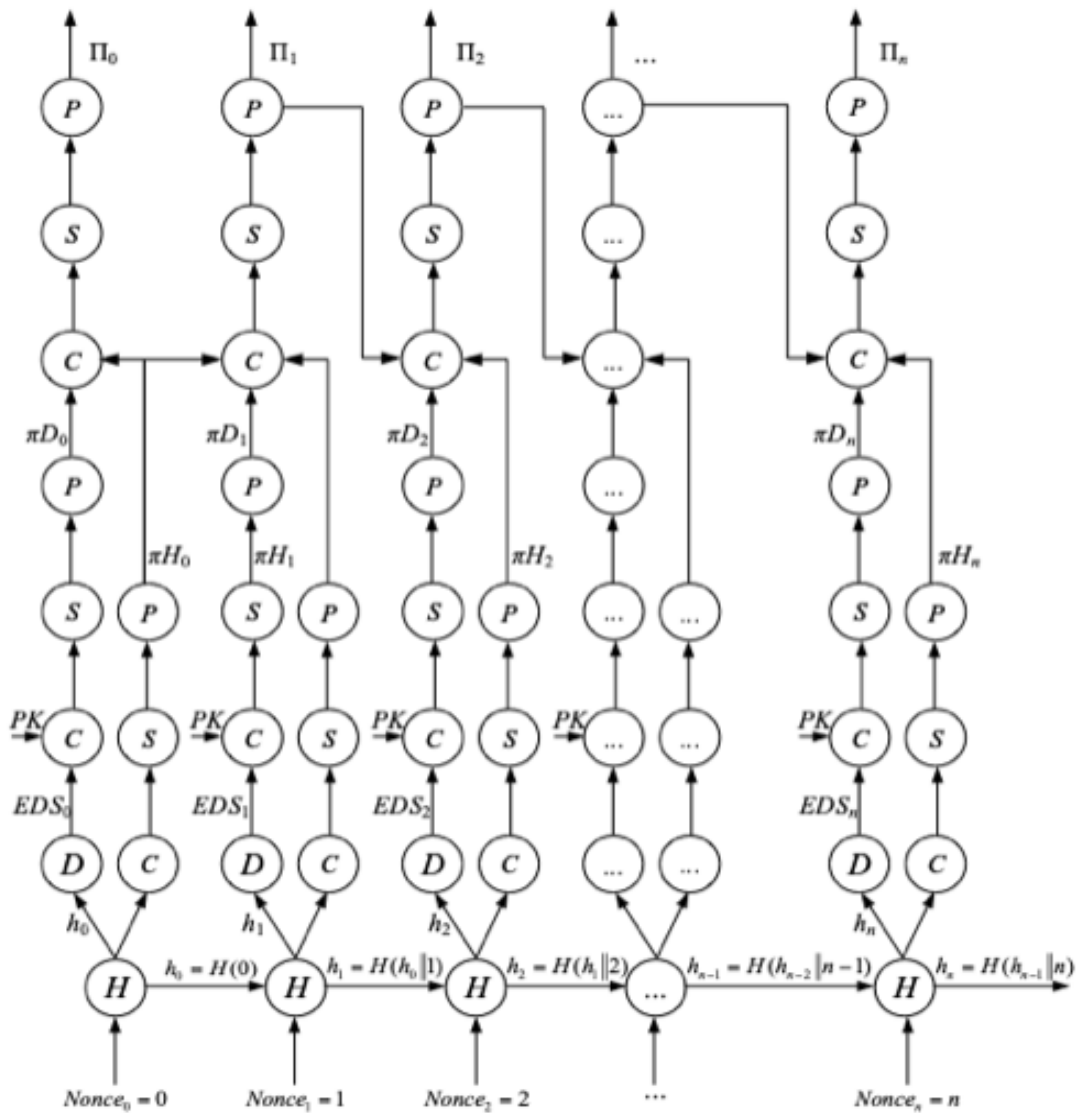 Π₀ Π₁ Π₂ ... Πₙ
P P P ... P
S S S ... S
C C C ... C
πD₀ πD₁ πD₂ πDₙ
P P P ... P
πH₀ πH₁ πH₂ πHₙ
S P S P S P ... ... S P
PK C S PK C S PK C S PK ... ... PK C S
EDS₀ EDS₁ EDS₂ EDSₙ
D C D C D C ... ... D C
h₀ h₁ h₂ hₙ
H h₀ = H(0) H h₁ = H(h₀‖1) H h₂ = H(h₁‖2) ... hₙ₋₁ = H(hₙ₋₂‖n−1) H hₙ = H(hₙ₋₁‖n)
Nonce₀ = 0 Nonce₁ = 1 Nonce₂ = 2 ... Nonceₙ = n